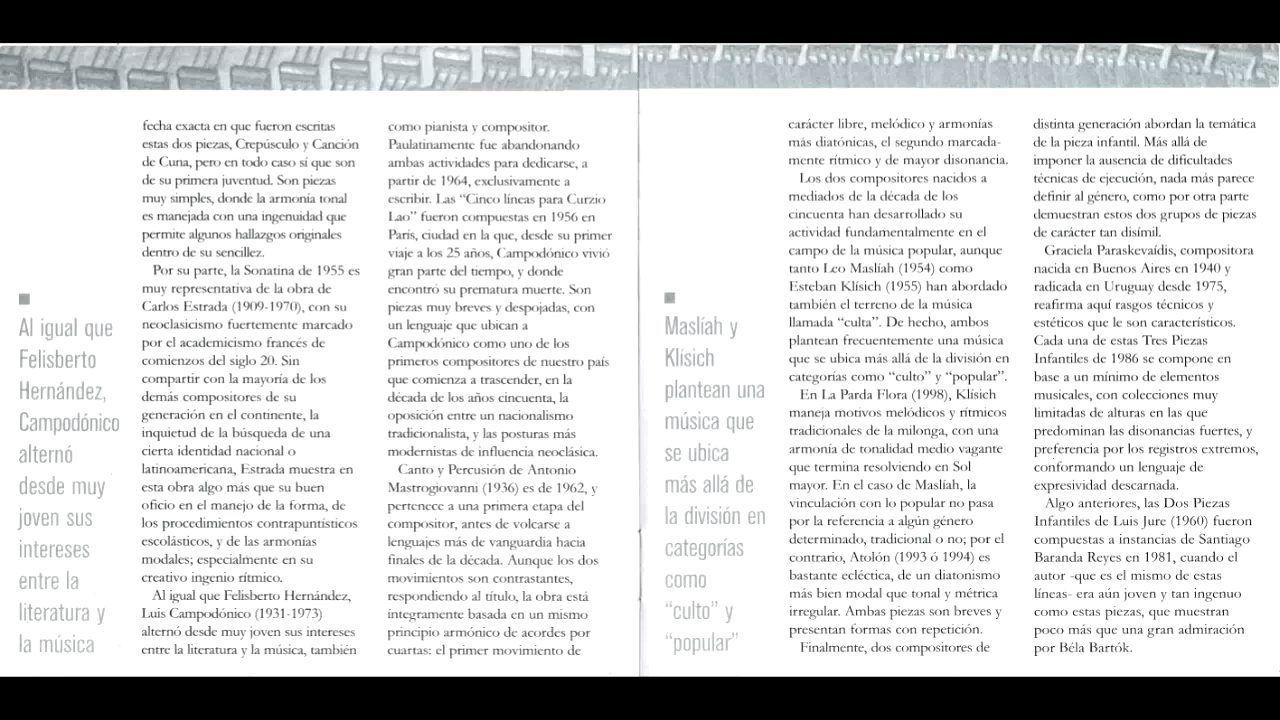 Al igual que
Felisberto
Hernández,
Campodónico
alternó
desde muy
joven sus
intereses
entre la
literatura y
la música
fecha exacta en que fueron escritas
estas dos piezas, Crepúsculo y Canción
de Cuna, pero en todo caso sí que son
de su primera juventud. Son piezas
muy simples, donde la armonía tonal
es manejada con una ingenuidad que
permite algunos hallazgos originales
dentro de su sencillez.
Por su parte, la Sonatina de 1955 es
muy representativa de la obra de
Carlos Estrada (1909-1970), con su
neoclasicismo fuertemente marcado
por el academicismo francés de
comienzos del siglo 20. Sin
compartir con la mayoría de los
demás compositores de su
generación en el continente, la
inquietud de la búsqueda de una
cierta identidad nacional o
latinoamericana, Estrada muestra en
esta obra algo más que su buen
oficio en el manejo de la forma, de
los procedimientos contrapuntísticos
escolásticos, y de las armonías
modales; especialmente en su
creativo ingenio rítmico.
Al igual que Felisberto Hernández,
Luis Campodónico (1931-1973)
alternó desde muy joven sus intereses
entre la literatura y la música, también
como pianista y compositor.
Paulatinamente fue abandonando
ambas actividades para dedicarse, a
partir de 1964, exclusivamente a
escribir. Las “Cinco líneas para Curzio
Lao” fueron compuestas en 1956 en
París, ciudad en la que, desde su primer
viaje a los 25 años, Campodónico vivió
gran parte del tiempo, y donde
encontró su prematura muerte. Son
piezas muy breves y despojadas, con
un lenguaje que ubican a
Campodónico como uno de los
primeros compositores de nuestro país
que comienza a trascender, en la
década de los años cincuenta, la
oposición entre un nacionalismo
tradicionalista, y las posturas más
modernistas de influencia neoclásica.
Canto y Percusión de Antonio
Mastrogiovanni (1936) es de 1962, y
pertenece a una primera etapa del
compositor, antes de volcarse a
lenguajes más de vanguardia hacia
finales de la década. Aunque los dos
movimientos son contrastantes,
respondiendo al título, la obra está
íntegramente basada en un mismo
principio armónico de acordes por
cuartas: el primer movimiento de
Maslíah y
Klísich
plantean una
música que
se ubica
más allá de
la división en
categorías
como
“culto” y
“popular”
carácter libre, melódico y armonías
más diatónicas, el segundo marcada-
mente rítmico y de mayor disonancia.
Los dos compositores nacidos a
mediados de la década de los
cincuenta han desarrollado su
actividad fundamentalmente en el
campo de la música popular, aunque
tanto Leo Maslíah (1954) como
Esteban Klísich (1955) han abordado
también el terreno de la música
llamada “culta”. De hecho, ambos
plantean frecuentemente una música
que se ubica más allá de la división en
categorías como “culto” y “popular”.
En La Parda Flora (1998), Klísich
maneja motivos melódicos y rítmicos
tradicionales de la milonga, con una
armonía de tonalidad medio vagante
que termina resolviendo en Sol
mayor. En el caso de Maslíah, la
vinculación con lo popular no pasa
por la referencia a algún género
determinado, tradicional o no; por el
contrario, Atolón (1993 ó 1994) es
bastante ecléctica, de un diatonismo
más bien modal que tonal y métrica
irregular. Ambas piezas son breves y
presentan formas con repetición.
Finalmente, dos compositores de
distinta generación abordan la temática
de la pieza infantil. Más allá de
imponer la ausencia de dificultades
técnicas de ejecución, nada más parece
definir al género, como por otra parte
demuestran estos dos grupos de piezas
de carácter tan disímil.
Graciela Paraskevaídis, compositora
nacida en Buenos Aires en 1940 y
radicada en Uruguay desde 1975,
reafirma aquí rasgos técnicos y
estéticos que le son característicos.
Cada una de estas Tres Piezas
Infantiles de 1986 se compone en
base a un mínimo de elementos
musicales, con colecciones muy
limitadas de alturas en las que
predominan las disonancias fuertes, y
preferencia por los registros extremos,
conformando un lenguaje de
expresividad descarnada.
Algo anteriores, las Dos Piezas
Infantiles de Luis Jure (1960) fueron
compuestas a instancias de Santiago
Baranda Reyes en 1981, cuando el
autor -que es el mismo de estas
líneas- era aún joven y tan ingenuo
como estas piezas, que muestran
poco más que una gran admiración
por Béla Bartók.